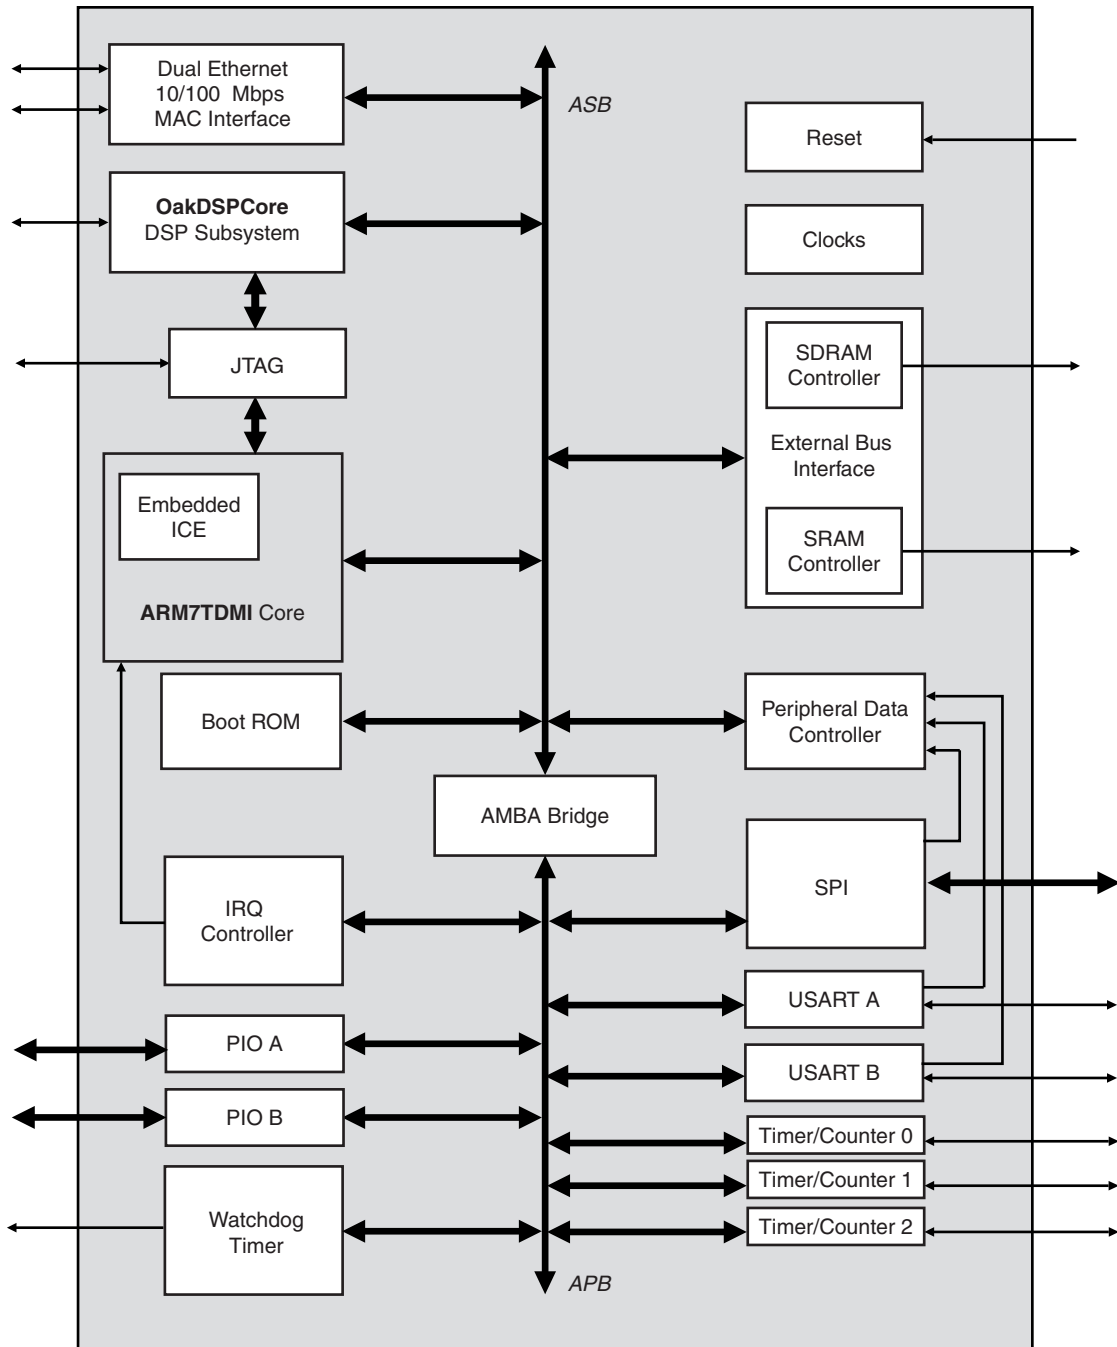 Dual Ethernet
10/100 Mbps
MAC Interface
ASB
Reset
OakDSPCore
DSP Subsystem
Clocks
JTAG
SDRAM
Controller
External Bus
Interface
SRAM
Controller
Embedded
ICE
ARM7TDMI Core
Boot ROM
Peripheral Data
Controller
AMBA Bridge
SPI
IRQ
Controller
USART A
PIO A
USART B
PIO B
Timer/Counter 0
Timer/Counter 1
Watchdog
Timer
Timer/Counter 2
APB